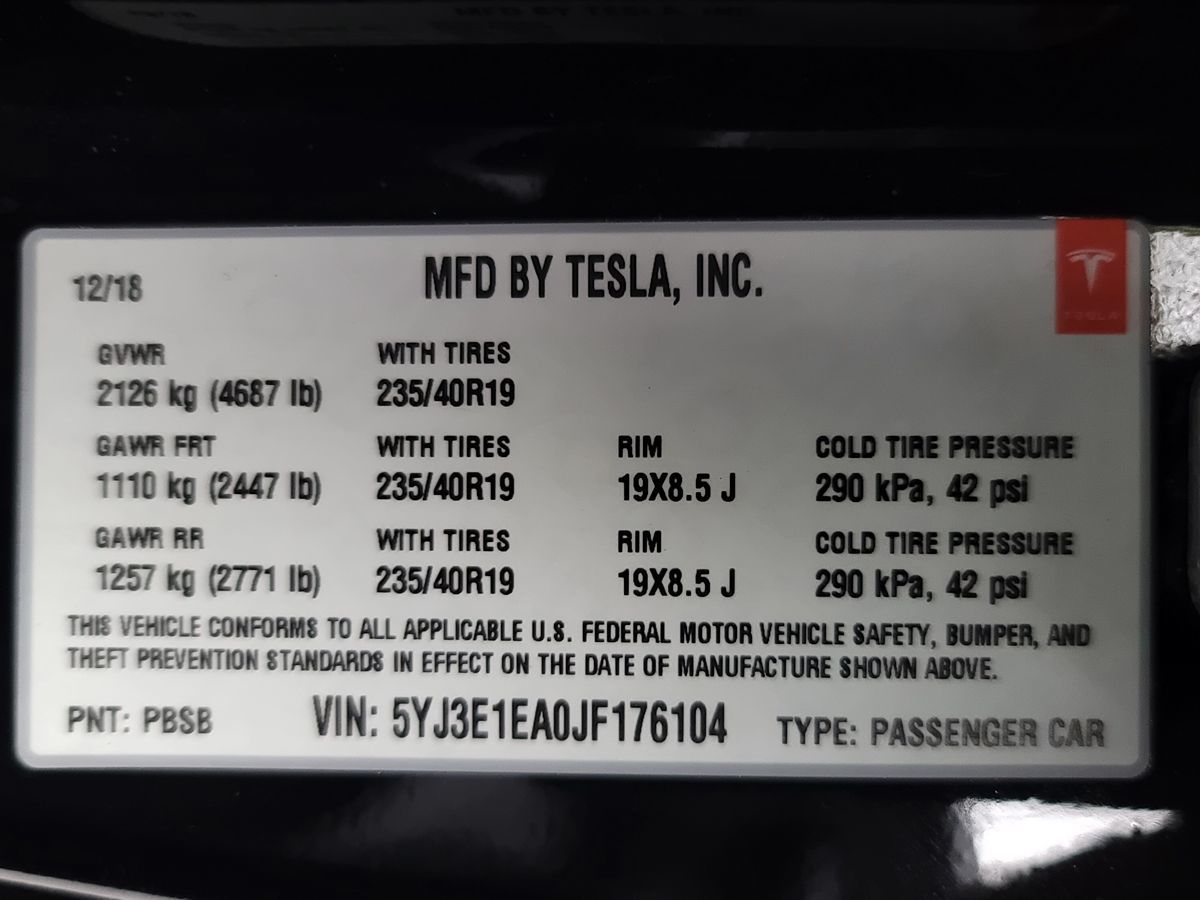 12/18 MFD BY TESLA, INC.
TESLA
GVWR WITH TIRES
2126 kg (4687 lb) 235/40R19
GAWR FRT WITH TIRES RIM COLD TIRE PRESSURE
1110 kg (2447 lb) 235/40R19 19X8.5 J 290 kPa, 42 psi
GAWR RR WITH TIRES RIM COLD TIRE PRESSURE
1257 kg (2771 lb) 235/40R19 19X8.5 J 290 kPa, 42 psi
THIS VEHICLE CONFORMS TO ALL APPLICABLE U.S. FEDERAL MOTOR VEHICLE SAFETY, BUMPER, AND
THEFT PREVENTION STANDARDS IN EFFECT ON THE DATE OF MANUFACTURE SHOWN ABOVE.
PNT: PBSB VIN: 5YJ3E1EA0JF176104 TYPE: PASSENGER CAR